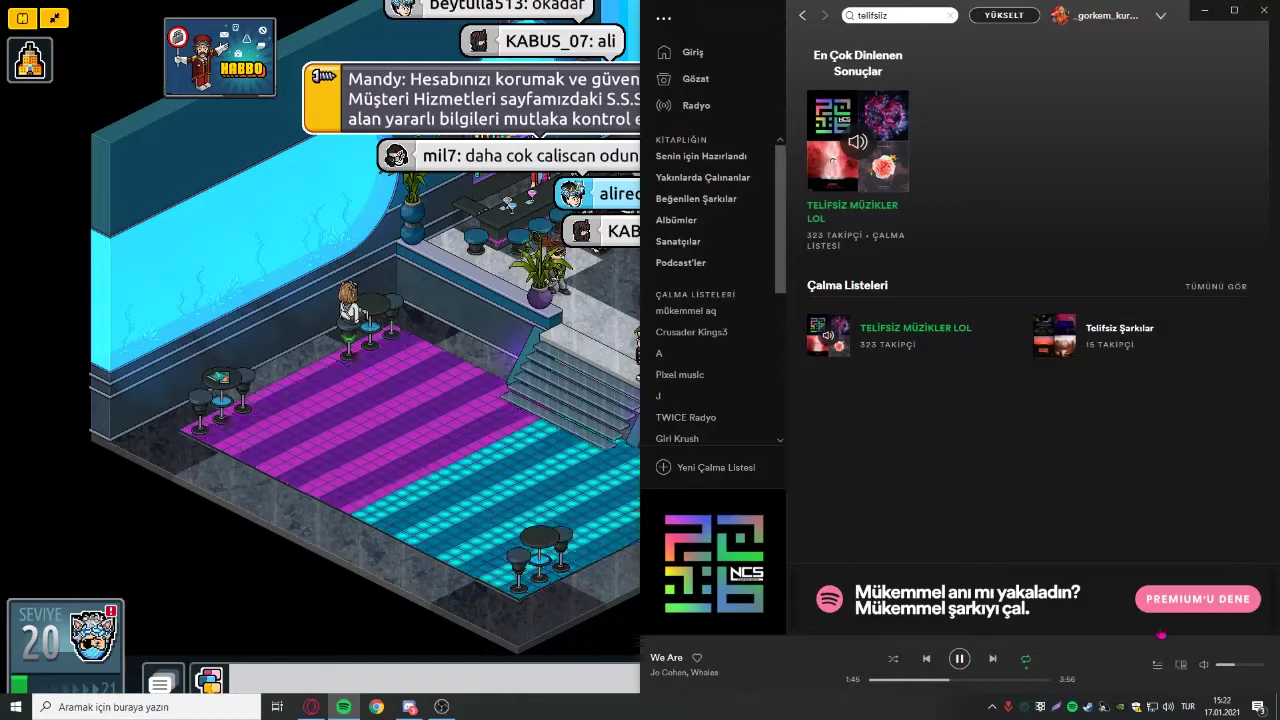 beytulla513: okadar
KABUS_07: ali
Mandy: Hesabınızı korumak ve güven
Müşteri Hizmetleri sayfamızdaki S.S.S
alan yararlı bilgileri mutlaka kontrol e
mil7: daha cok caliscan odun
alirec
KAB
HABBO
SEVİYE
20
21
telifsiz
YÜKSELT
_gorkem_kur...
Giriş
Gözat
Radyo
KİTAPLIĞIN
Senin için Hazırlandı
Yakınlarda Çalınanlar
Beğenilen Şarkılar
Albümler
Sanatçılar
Podcast'ler
ÇALMA LİSTELERİ
mükemmel aq
Crusader Kings3
A
Pixel music
J
TWICE Radyo
Girl Krush
Yeni Çalma Listesi
En Çok Dinlenen
Sonuçlar
TELİFSİZ MÜZİKLER
LOL
323 TAKİPÇİ • ÇALMA
LİSTESİ
Çalma Listeleri
TÜMÜNÜ GÖR
TELİFSİZ MÜZİKLER LOL
323 TAKİPÇİ
Telifsiz Şarkılar
15 TAKİPÇİ
NCS
Mükemmel anı mı yakaladın?
Mükemmel şarkıyı çal.
PREMIUM'U DENE
We Are
Jo Cohen, Whales
1:45
3:56
Aramak için buraya yazın
TUR
15:22
17.01.2021